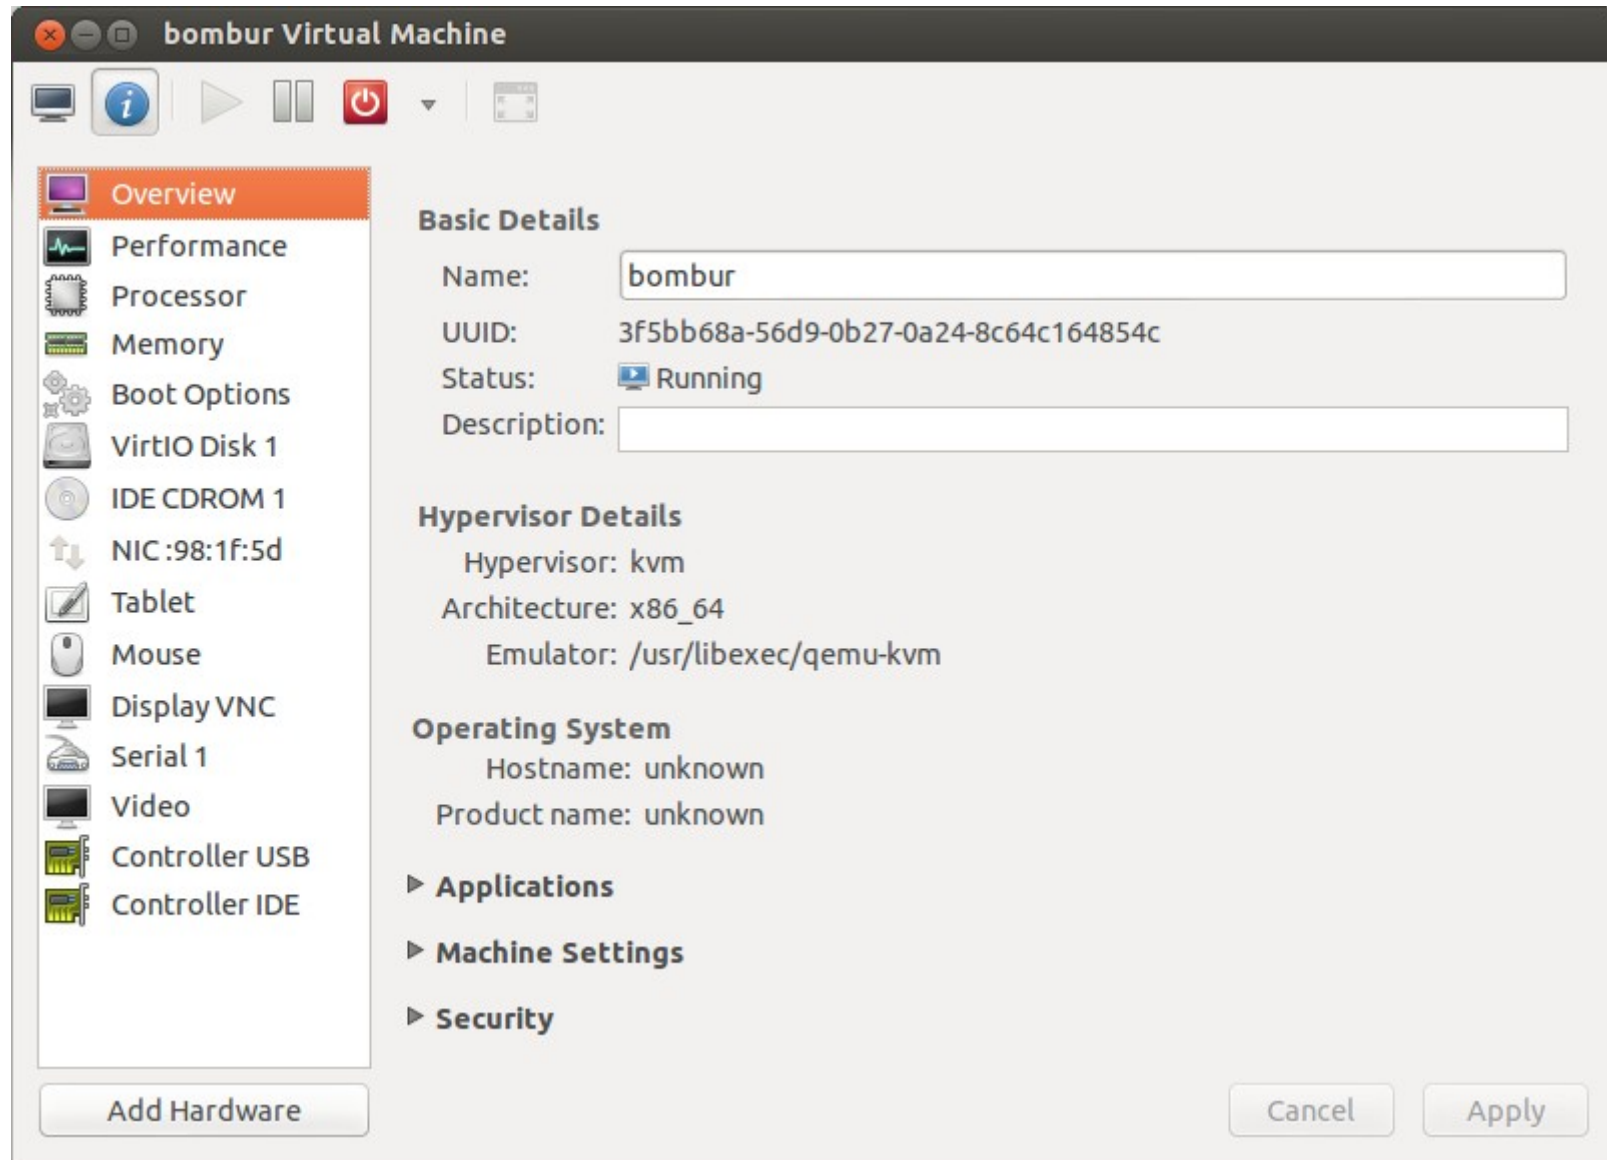 bombur Virtual Machine
Overview
Performance
Processor
Memory
Boot Options
VirtIO Disk 1
IDE CDROM 1
NIC :98:1f:5d
Tablet
Mouse
Display VNC
Serial 1
Video
Controller USB
Controller IDE
Add Hardware
Basic Details
Name: bombur
UUID: 3f5bb68a-56d9-0b27-0a24-8c64c164854c
Status: Running
Description:
Hypervisor Details
Hypervisor: kvm
Architecture: x86_64
Emulator: /usr/libexec/qemu-kvm
Operating System
Hostname: unknown
Product name: unknown
Applications
Machine Settings
Security
Cancel Apply